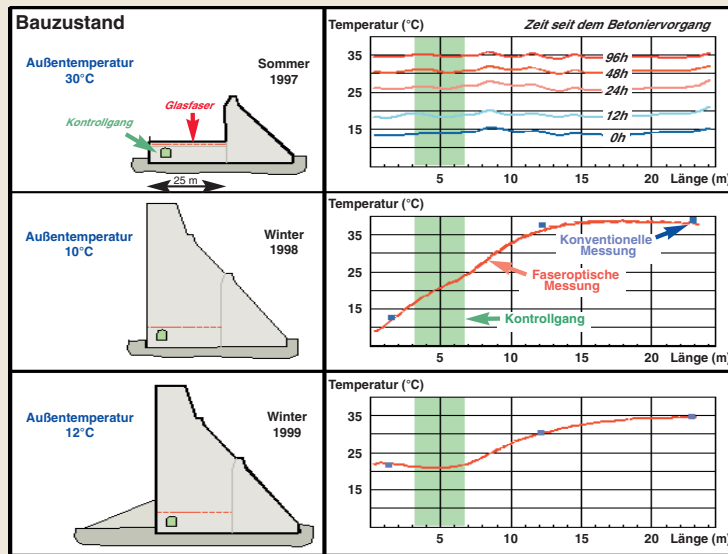 Bauzustand
Außentemperatur
30°C
Sommer
1997
Glasfaser
Kontrollgang
25 m
Temperatur (°C)
Zeit seit dem Betoniervorgang
35
25
15
96h
48h
24h
12h
0h
5
10
15
20
Länge (m)
Außentemperatur
10°C
Winter
1998
Temperatur (°C)
35
25
15
Konventionelle
Messung
Faseroptische
Messung
Kontrollgang
5
10
15
20
Länge (m)
Außentemperatur
12°C
Winter
1999
Temperatur (°C)
35
25
15
5
10
15
20
Länge (m)